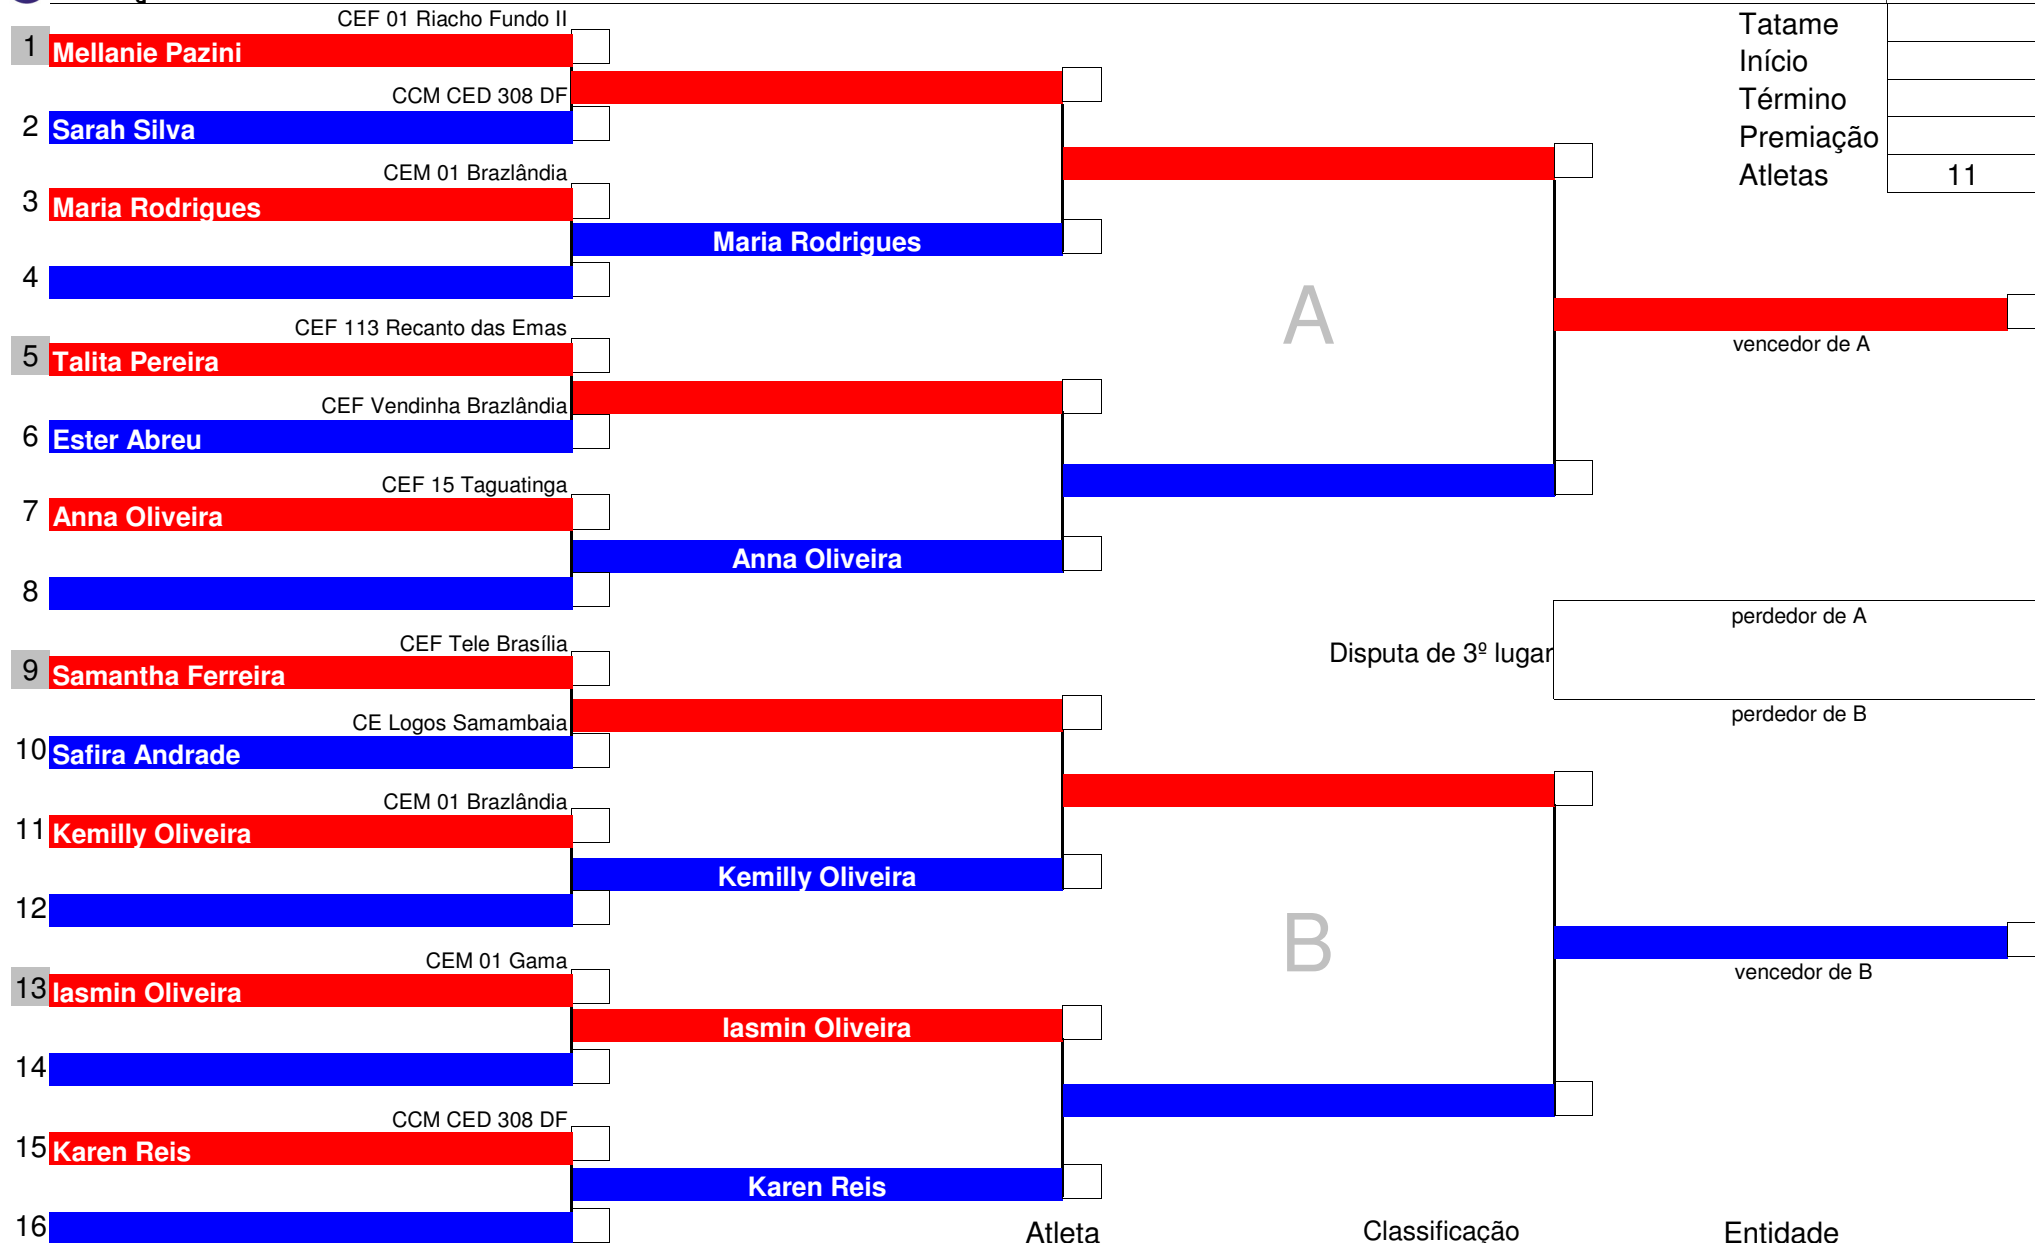 CEF 01 Riacho Fundo II
1 Mellanie Pazini
CCM CED 308 DF
2 Sarah Silva
CEM 01 Brazlândia
3 Maria Rodrigues
Maria Rodrigues
4
CEF 113 Recanto das Emas
5 Talita Pereira
CEF Vendinha Brazlândia
6 Ester Abreu
CEF 15 Taguatinga
7 Anna Oliveira
Anna Oliveira
8
CEF Tele Brasília
9 Samantha Ferreira
CE Logos Samambaia
10 Safira Andrade
CEM 01 Brazlândia
11 Kemilly Oliveira
Kemilly Oliveira
12
CEM 01 Gama
13 Iasmin Oliveira
Iasmin Oliveira
14
CCM CED 308 DF
15 Karen Reis
Karen Reis
16
A
B
Tatame
Início
Término
Premiação
Atletas 11
vencedor de A
perdedor de A
Disputa de 3º lugar
perdedor de B
vencedor de B
Atleta Classificação Entidade